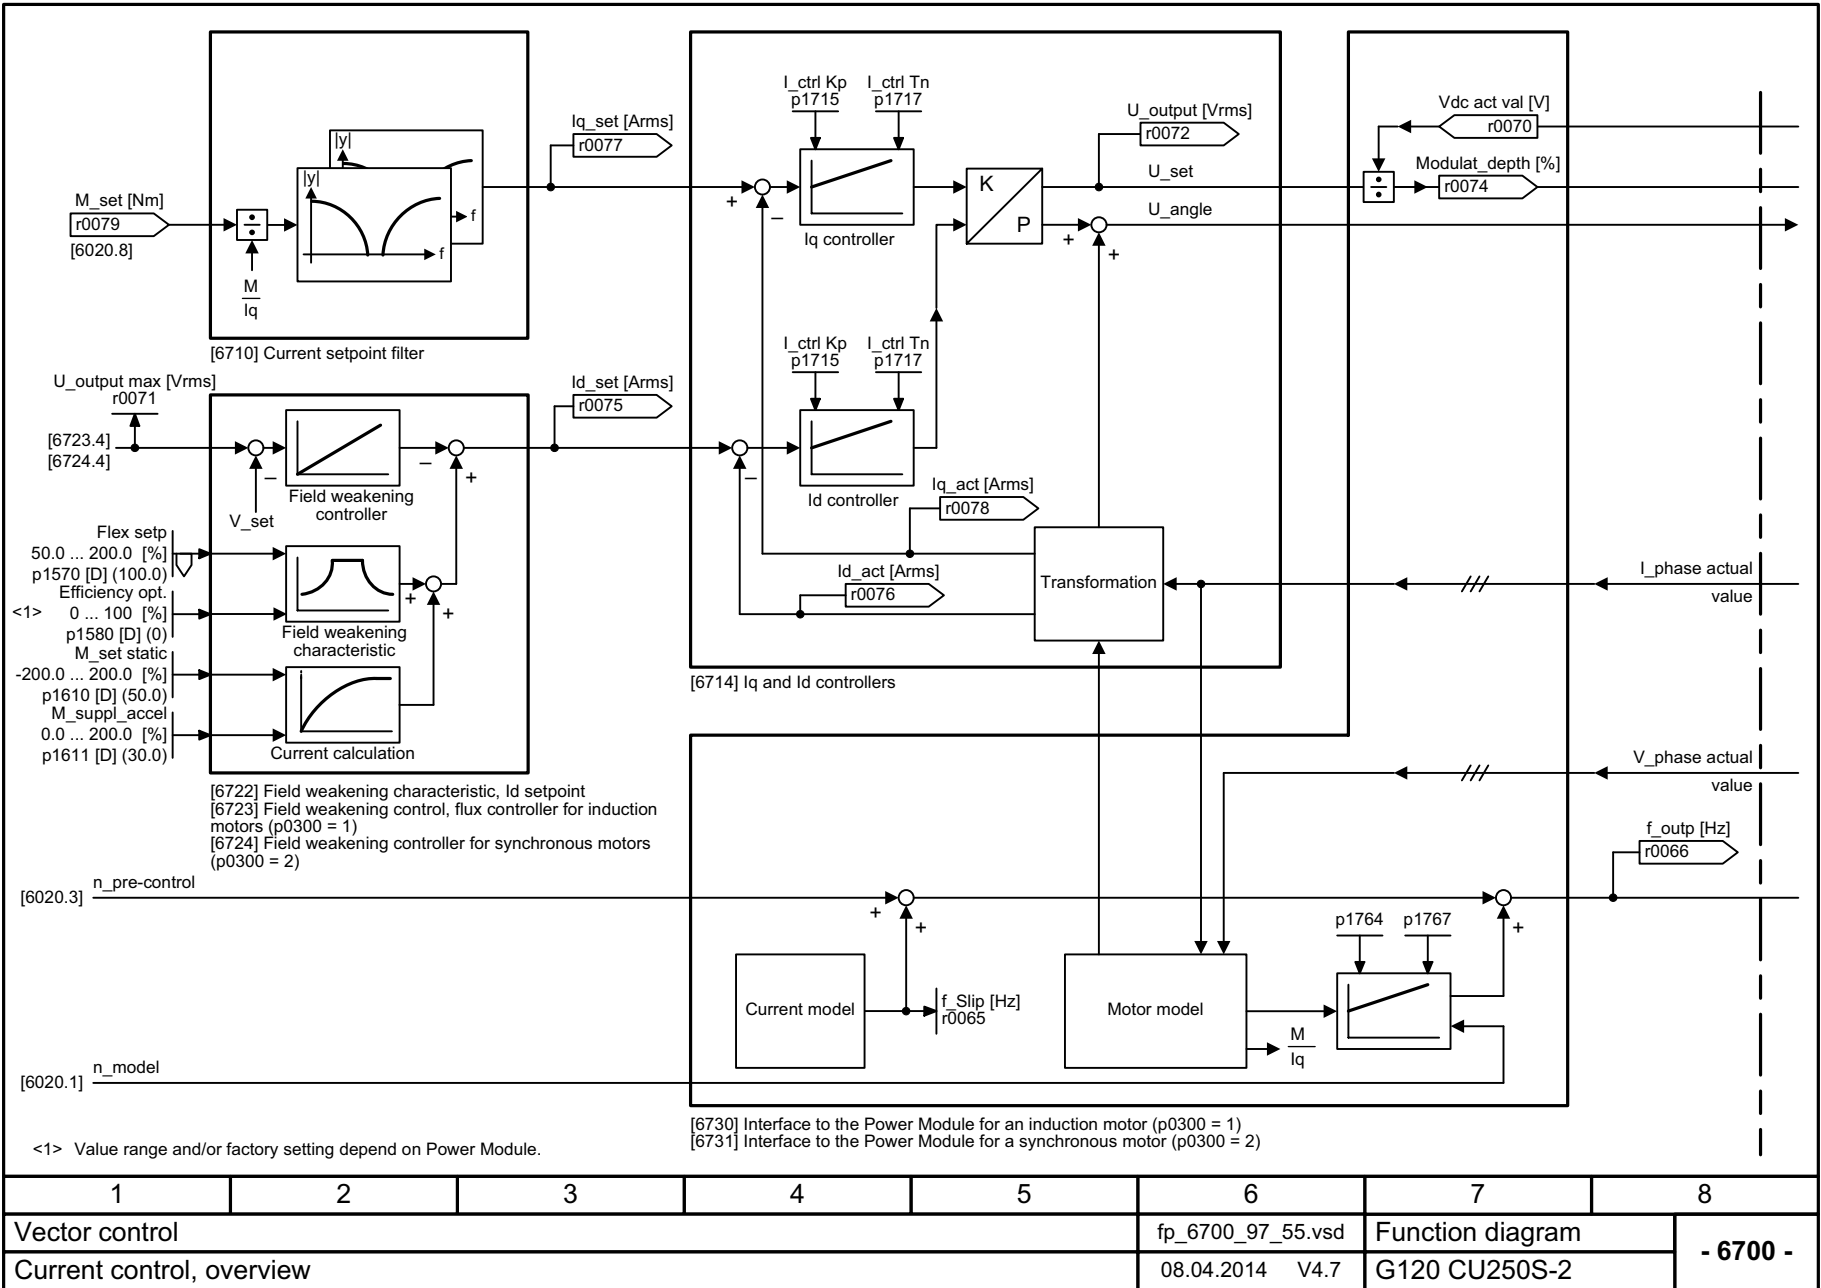 M_set [Nm]
r0079
[6020.8]
M
Iq
|y|
|y|
f
f
[6710] Current setpoint filter
Iq_set [Arms]
r0077
U_output max [Vrms]
r0071
[6723.4]
[6724.4]
V_set
Field weakening
controller
Id_set [Arms]
r0075
Flex setp
50.0 ... 200.0 [%]
p1570 [D] (100.0)
Efficiency opt.
<1> 0 ... 100 [%]
p1580 [D] (0)
M_set static
-200.0 ... 200.0 [%]
p1610 [D] (50.0)
M_suppl_accel
0.0 ... 200.0 [%]
p1611 [D] (30.0)
Field weakening
characteristic
Current calculation
[6722] Field weakening characteristic, Id setpoint
[6723] Field weakening control, flux controller for induction
motors (p0300 = 1)
[6724] Field weakening controller for synchronous motors
(p0300 = 2)
I_ctrl Kp
p1715
I_ctrl Tn
p1717
Iq controller
K
P
U_output [Vrms]
r0072
U_set
U_angle
I_ctrl Kp
p1715
I_ctrl Tn
p1717
Id controller
Iq_act [Arms]
r0078
Id_act [Arms]
r0076
Transformation
[6714] Iq and Id controllers
Vdc act val [V]
r0070
Modulat_depth [%]
r0074
I_phase actual
value
V_phase actual
value
f_outp [Hz]
r0066
[6020.3]
n_pre-control
Current model
f_Slip [Hz]
r0065
Motor model
M
Iq
p1764
p1767
[6020.1]
n_model
[6730] Interface to the Power Module for an induction motor (p0300 = 1)
[6731] Interface to the Power Module for a synchronous motor (p0300 = 2)
<1> Value range and/or factory setting depend on Power Module.
1 2 3 4 5 6 7 8
Vector control
fp_6700_97_55.vsd
Function diagram
- 6700 -
Current control, overview
08.04.2014 V4.7
G120 CU250S-2